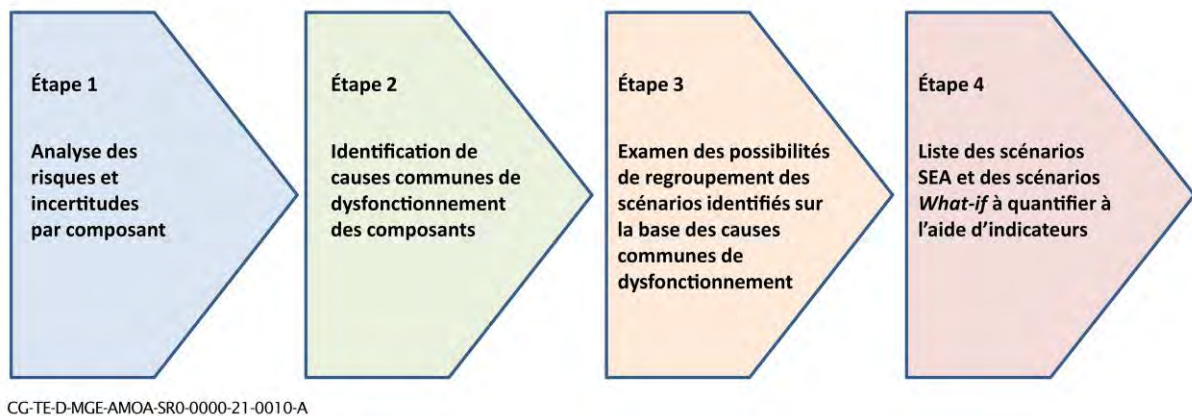 Étape 1
Analyse des
risques et
incertitudes
par composant
Étape 2
Identification de
causes communes de
dysfonctionnement
des composants
Étape 3
Examen des possibilités
de regroupement des
scénarios identifiés sur
la base des causes
communes de
dysfonctionnement
Étape 4
Liste des scénarios
SEA et des scénarios
What-if à quantifier à
l'aide d'indicateurs
CG-TE-D-MGE-AMOA-SR0-0000-21-0010-A